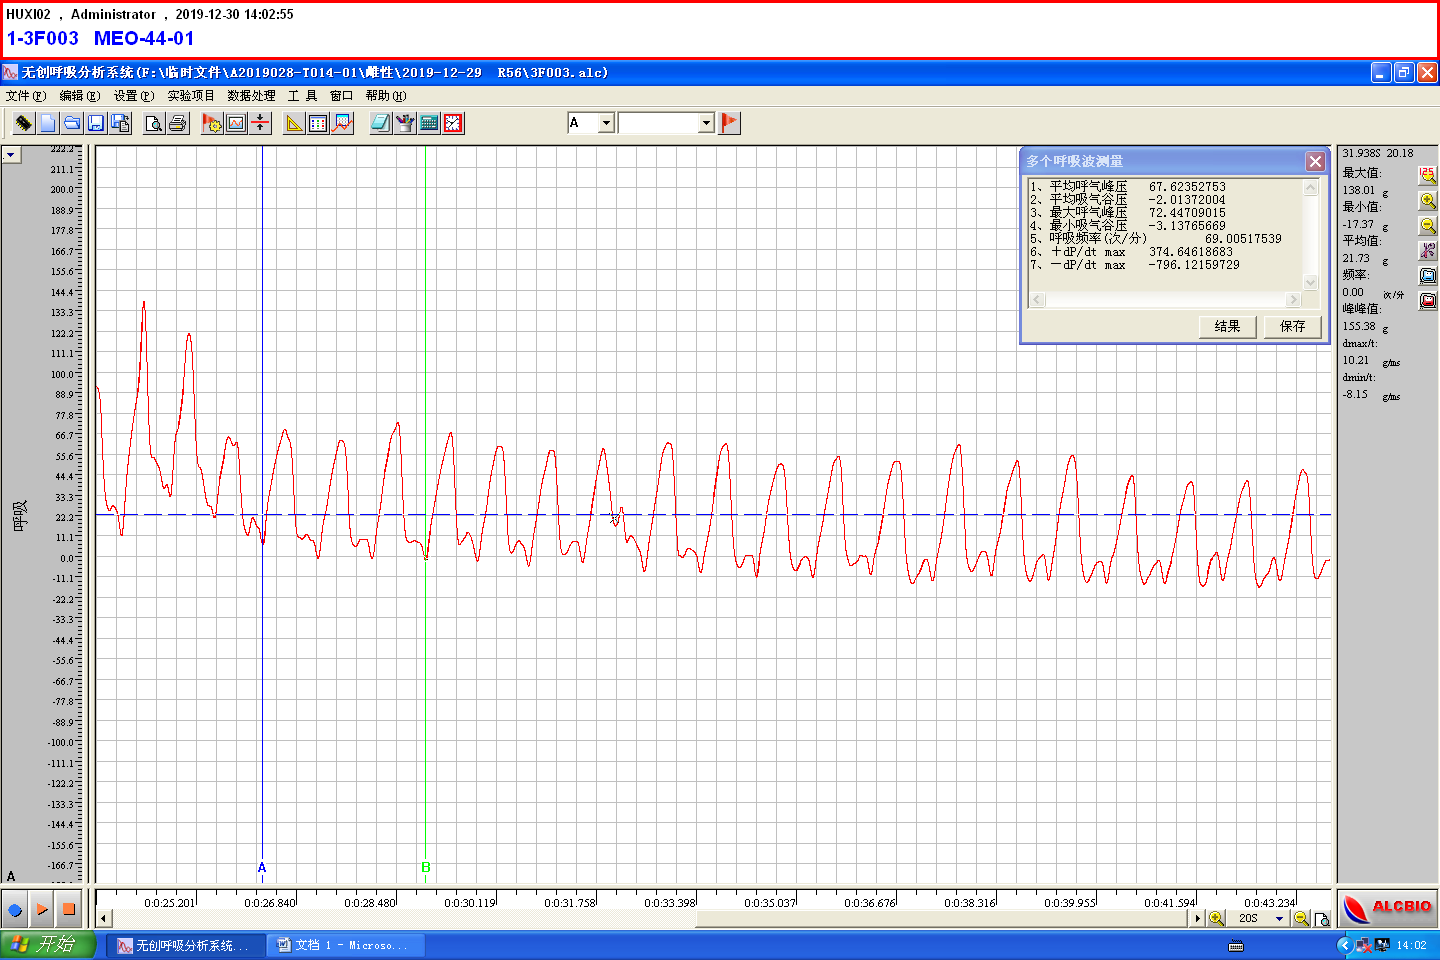 HUXI02 , Administrator , 2019-12-30 14:02:55
1-3F003 MEO-44-01
无创呼吸分析系统(F:\临时文件\A2019028-T014-01\雌性\2019-12-29 R56\3F003.alc)
文件(F) 编辑(E) 设置(P) 实验项目 数据处理 工 具 窗口 帮助(H)
A
222.2
211.1
200.0
188.9
177.8
166.7
155.6
144.4
133.3
122.2
111.1
100.0
88.9
77.8
66.7
55.6
44.4
33.3
22.2
11.1
0.0
-11.1
-22.2
-33.3
-44.4
-55.6
-66.7
-77.8
-88.9
-100.0
-111.1
-122.2
-133.3
-144.4
-155.6
-166.7
呼吸
A
A
B
多个呼吸波测量
1、平均呼气峰压 67.62352753
2、平均吸气谷压 -2.01372004
3、最大呼气峰压 72.44709015
4、最小吸气谷压 -3.13765669
5、呼吸频率(次/分) 69.00517539
6、＋dP/dt max 374.64618683
7、－dP/dt max -796.12159729
结果 保存
31.938S 20.18
最大值:
138.01 g
最小值:
-17.37 g
平均值:
21.73 g
频率:
0.00 次/分
峰峰值:
155.38 g
dmax/t:
10.21 g/ms
dmin/t:
-8.15 g/ms
125
0:0:25.201 0:0:26.840 0:0:28.480 0:0:30.119 0:0:31.758 0:0:33.398 0:0:35.037 0:0:36.676 0:0:38.316 0:0:39.955 0:0:41.594 0:0:43.234
20S
ALCBIO
开始 无创呼吸分析系统... 文档 1 - Microso... 14:02